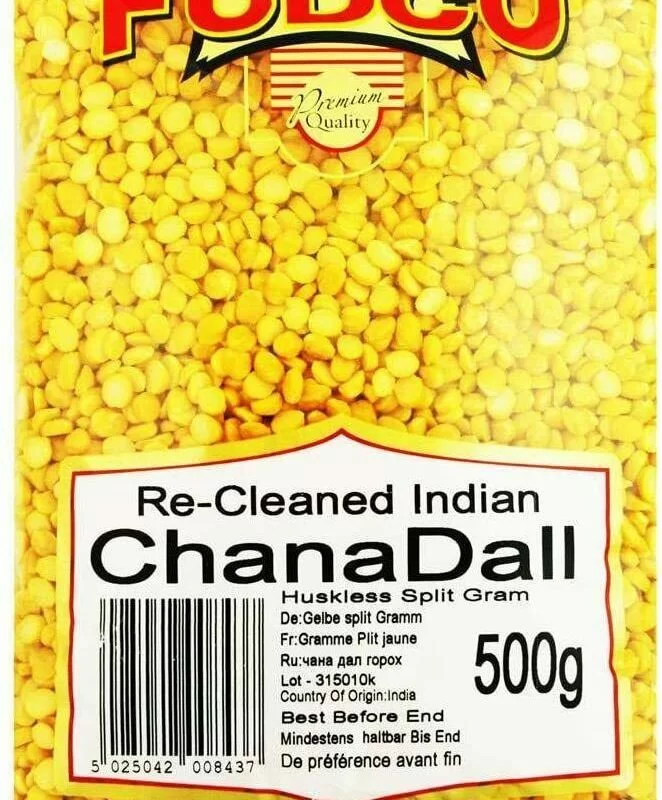 FUDCO
Premium
Quality
Re-Cleaned Indian
ChanaDall
Huskless Split Gram
De:Gelbe split Gramm
Fr:Gramme Plit jaune
Ru:чана дал горох
Lot - 315010k
Country Of Origin:India
500g
Best Before End
Mindestens haltbar Bis End
De préférence avant fin
5 025042 008437